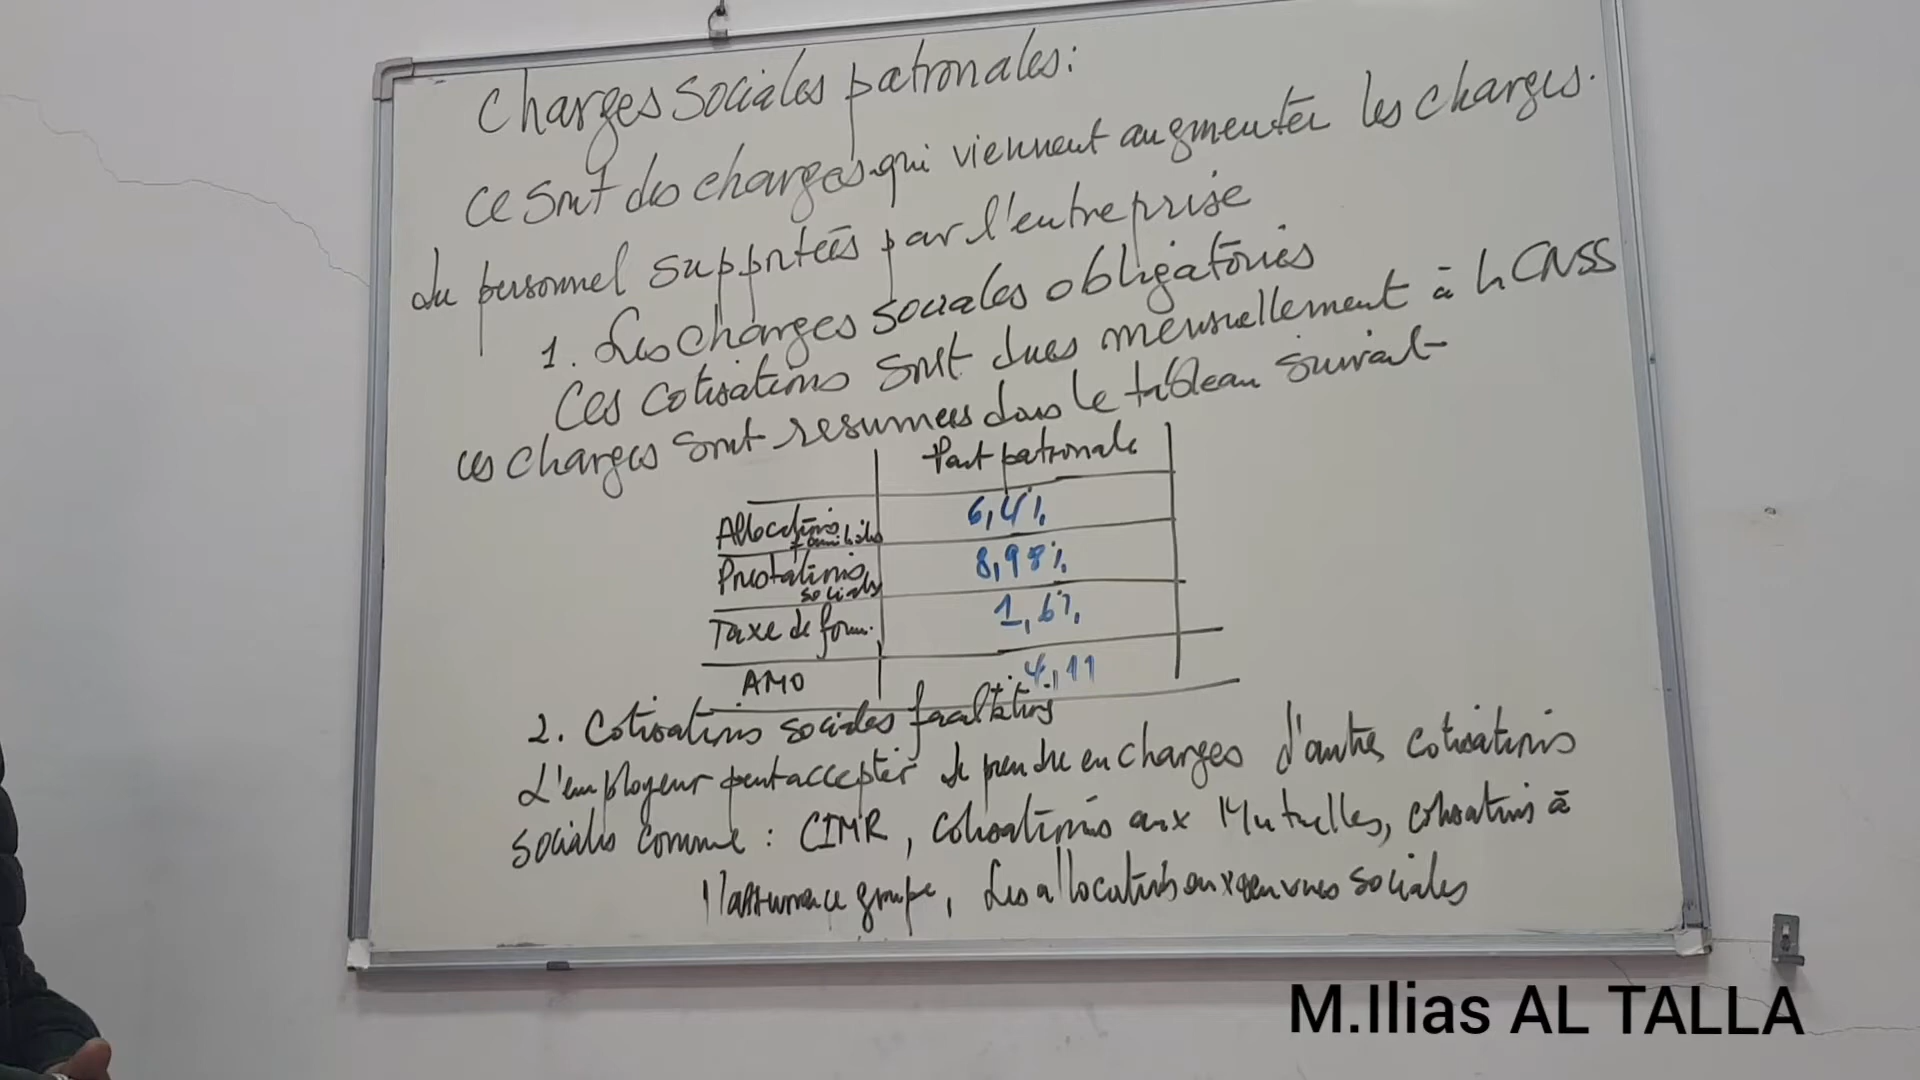 Charges sociales patronales:
ce sont des charges qui viennent augmenter les charges.
du personnel supportées par l'entreprise
1. Les charges sociales obligatoires
Ces cotisations sont dues mensuellement à la CNSS
ces charges sont résumées dans le tableau suivant
Part patronale
Allocations familiales 6,4%
Prestations sociales 8,98%
Taxe de form. 1,6%
AMO 4,11
2. Cotisations sociales facultatives
L'employeur peut accepter de prendre en charges d'autres cotisations
sociales comme : CIMR, cotisations aux Mutuelles, cotisations à
l'assurance groupe, Les allocations aux œuvres sociales
M.Ilias AL TALLA